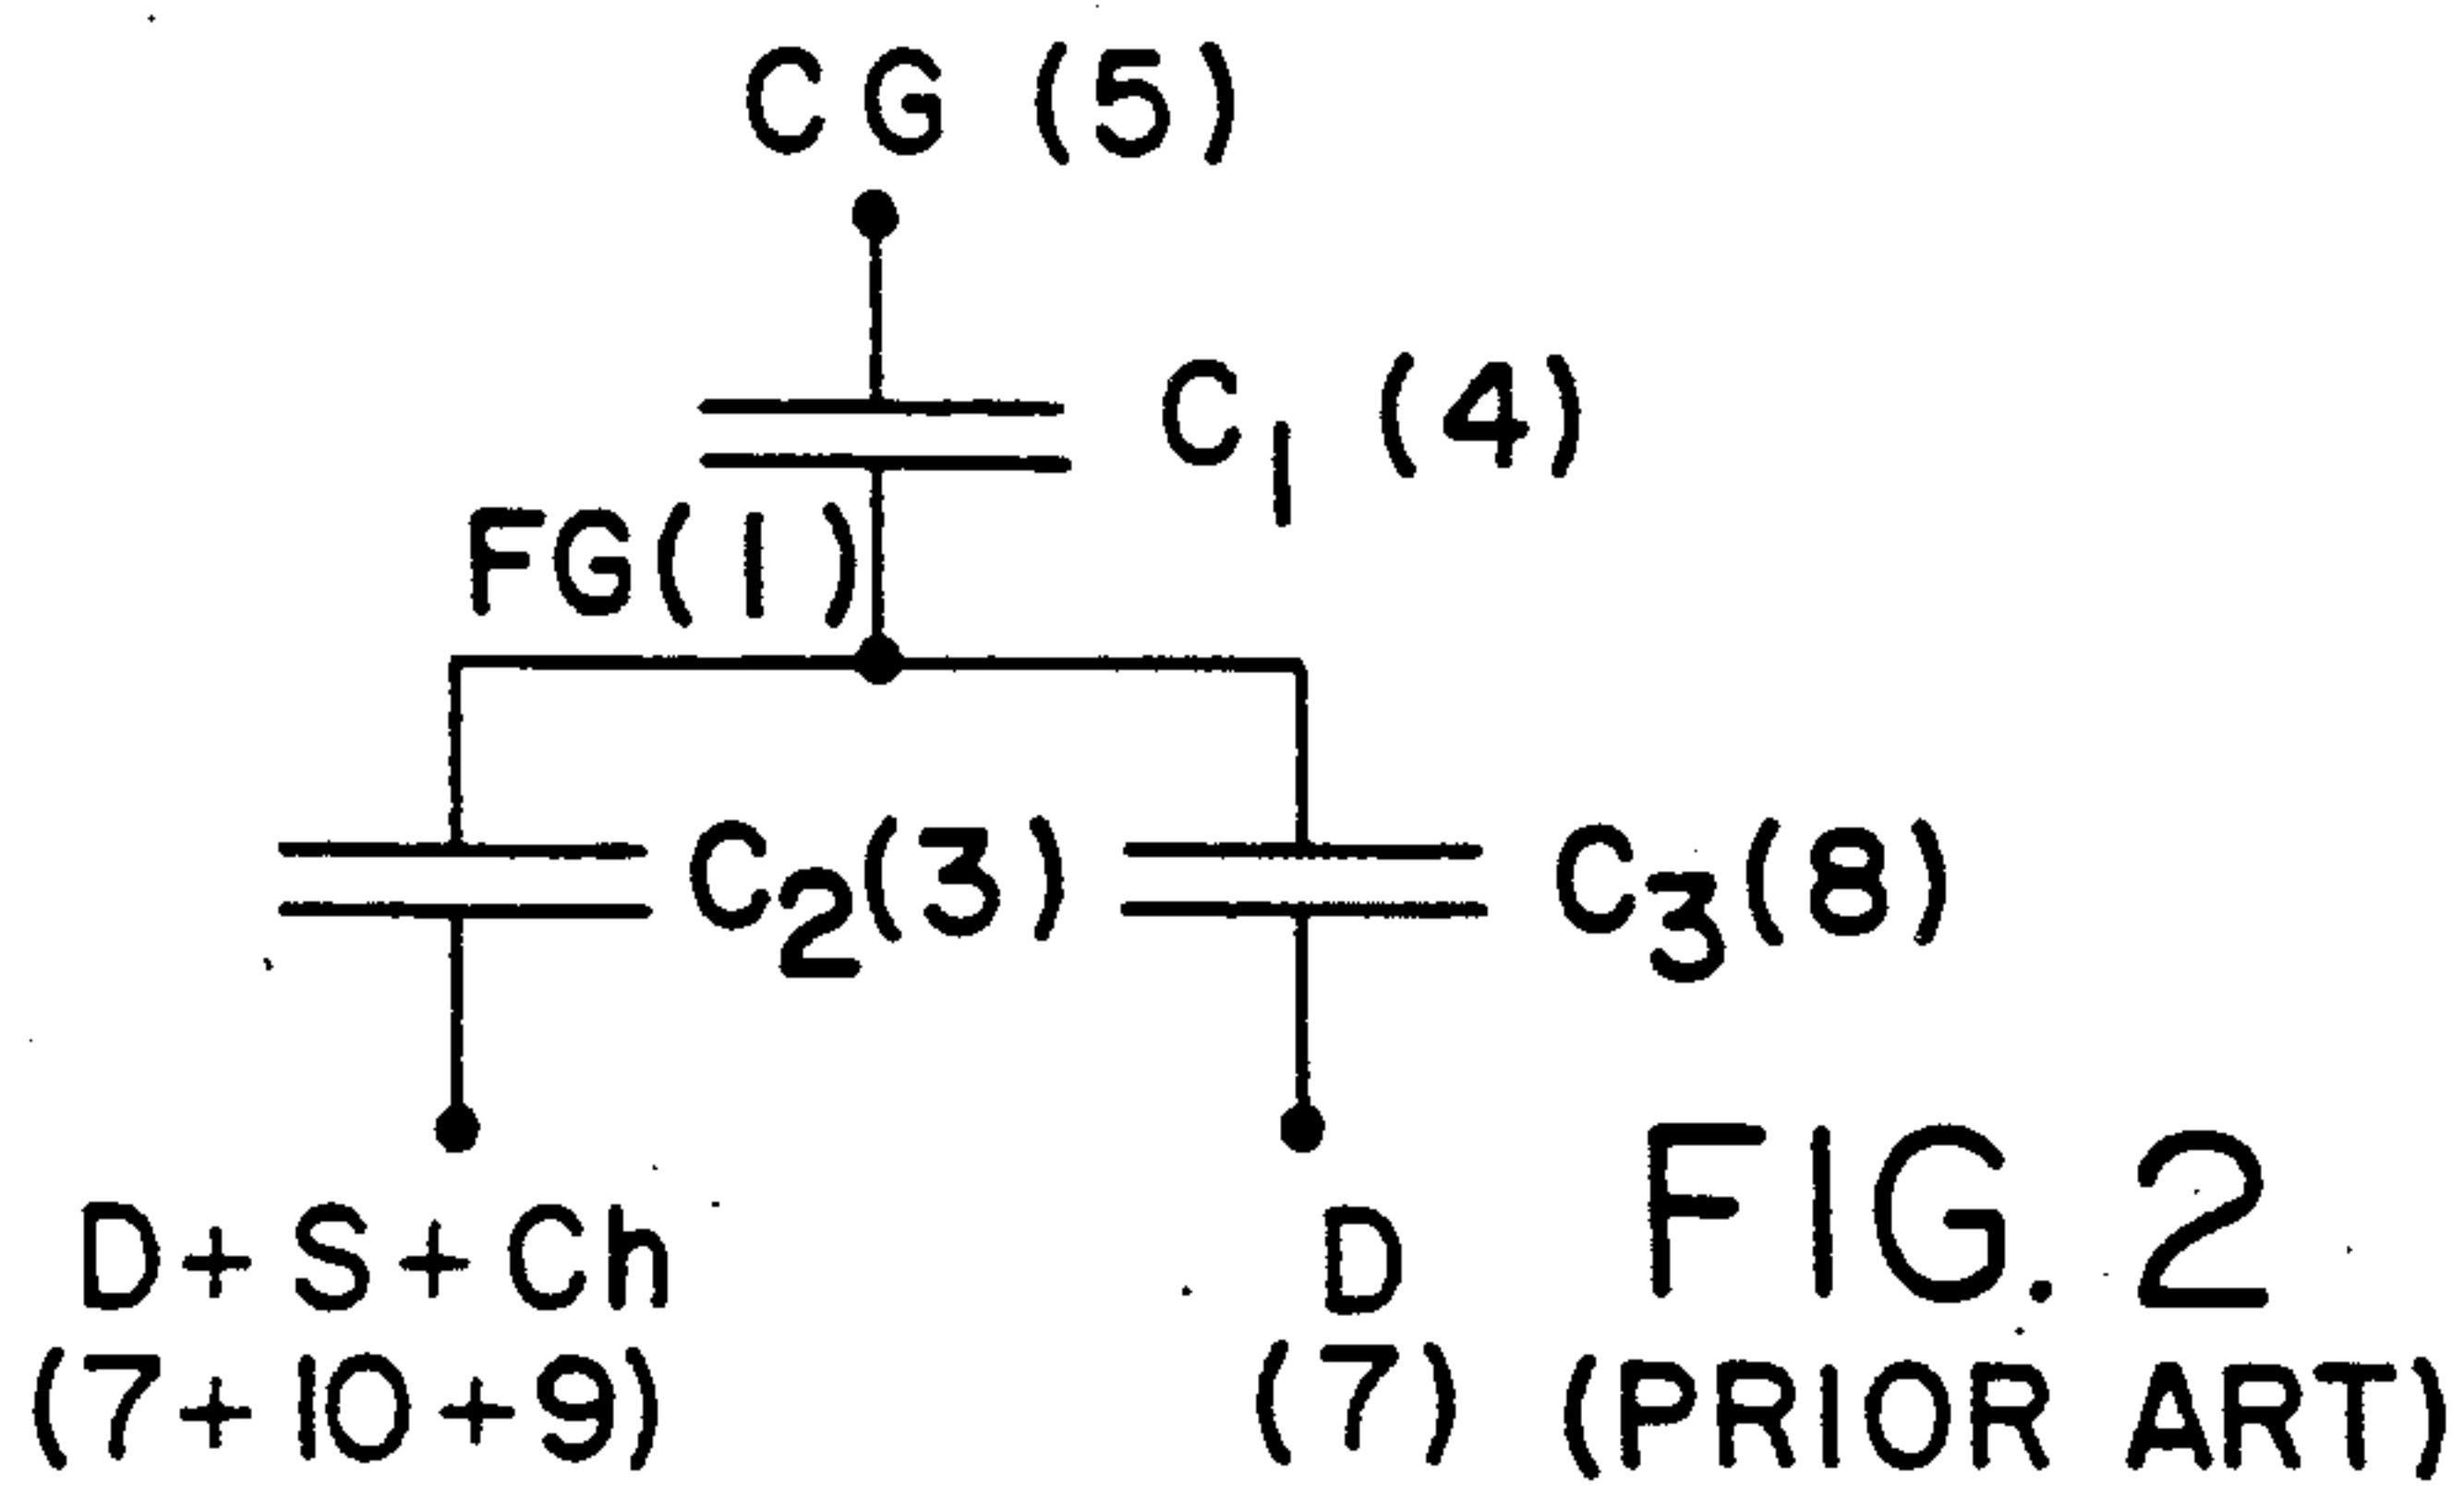 CG (5)
C1 (4)
FG(1)
C2(3)
C3(8)
D+S+Ch
(7+10+9)
D
(7)
FIG. 2
(PRIOR ART)